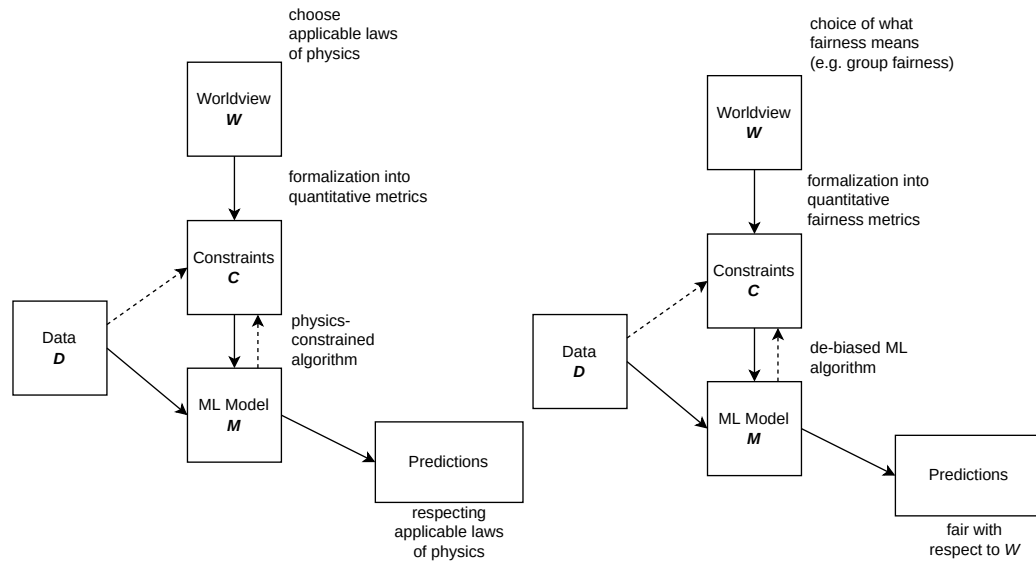 choose
applicable laws
of physics
Worldview
W
formalization into
quantitative metrics
Constraints
C
Data
D
physics-
constrained
algorithm
ML Model
M
Predictions
respecting
applicable laws
of physics
choice of what
fairness means
(e.g. group fairness)
Worldview
W
formalization into
quantitative
fairness metrics
Constraints
C
Data
D
de-biased ML
algorithm
ML Model
M
Predictions
fair with
respect to W